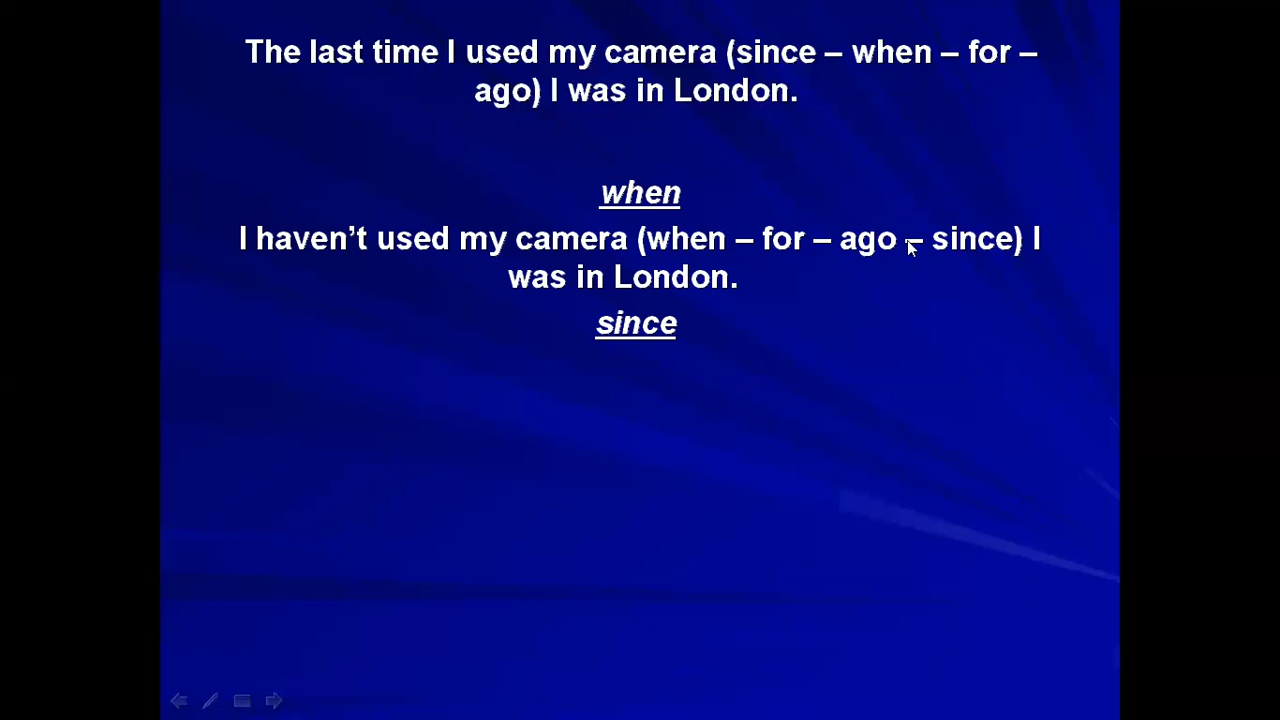 The last time I used my camera (since – when – for –
ago) I was in London.
when
I haven’t used my camera (when – for – ago – since) I
was in London.
since